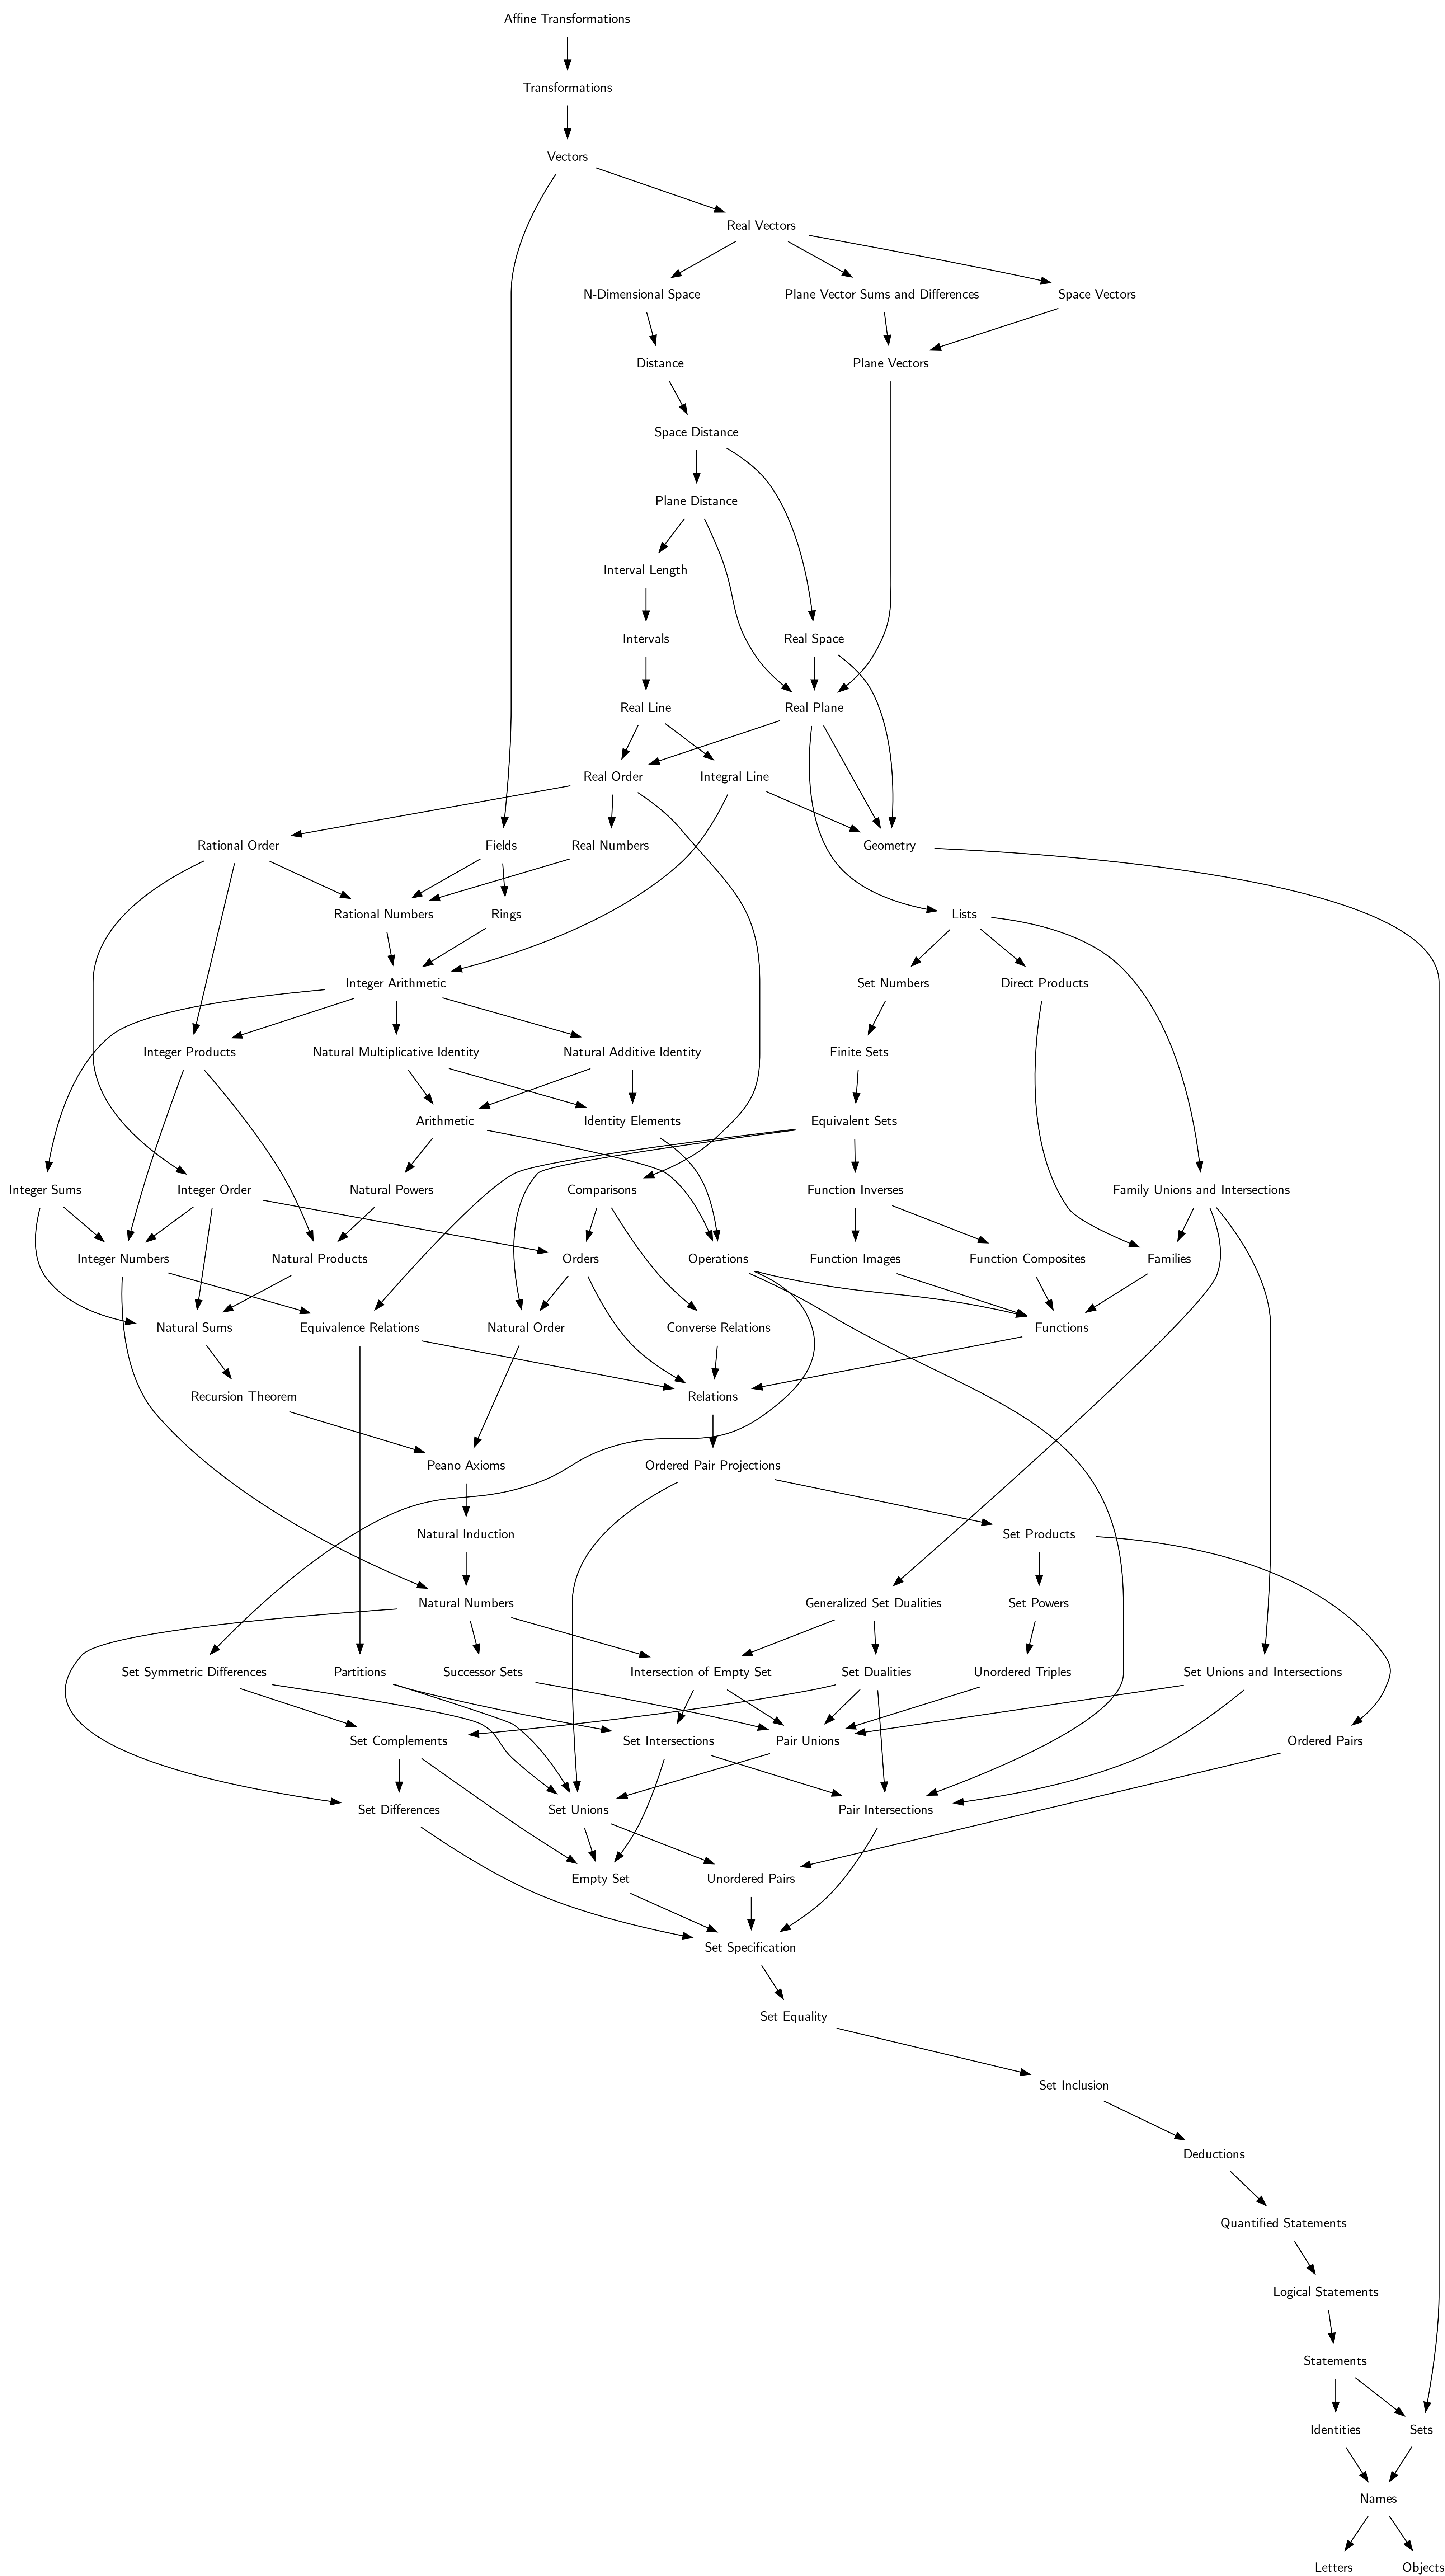 Affine Transformations
Transformations
Vectors
Real Vectors
N-Dimensional Space
Plane Vector Sums and Differences
Space Vectors
Distance
Plane Vectors
Space Distance
Plane Distance
Interval Length
Intervals
Real Space
Real Line
Real Plane
Real Order
Integral Line
Rational Order
Fields
Real Numbers
Geometry
Rational Numbers
Rings
Lists
Integer Arithmetic
Set Numbers
Direct Products
Integer Products
Natural Multiplicative Identity
Natural Additive Identity
Finite Sets
Arithmetic
Identity Elements
Equivalent Sets
Integer Sums
Integer Order
Natural Powers
Comparisons
Function Inverses
Family Unions and Intersections
Integer Numbers
Natural Products
Orders
Operations
Function Images
Function Composites
Families
Natural Sums
Equivalence Relations
Natural Order
Converse Relations
Functions
Recursion Theorem
Relations
Peano Axioms
Ordered Pair Projections
Natural Induction
Set Products
Natural Numbers
Generalized Set Dualities
Set Powers
Set Symmetric Differences
Partitions
Successor Sets
Intersection of Empty Set
Set Dualities
Unordered Triples
Set Unions and Intersections
Set Complements
Set Intersections
Pair Unions
Ordered Pairs
Set Differences
Set Unions
Pair Intersections
Empty Set
Unordered Pairs
Set Specification
Set Equality
Set Inclusion
Deductions
Quantified Statements
Logical Statements
Statements
Identities
Sets
Names
Letters
Objects